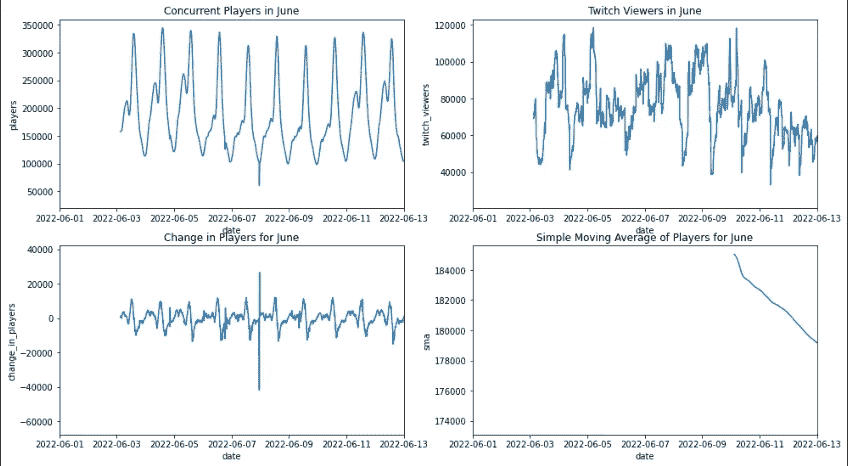 Concurrent Players in June
350000
300000
250000
200000
150000
100000
50000
players
2022-06-01 2022-06-03 2022-06-05 2022-06-07 2022-06-09 2022-06-11 2022-06-13
date
Twitch Viewers in June
120000
100000
80000
60000
40000
twitch_viewers
2022-06-01 2022-06-03 2022-06-05 2022-06-07 2022-06-09 2022-06-11 2022-06-13
date
Change in Players for June
40000
20000
0
−20000
−40000
−60000
change_in_players
2022-06-01 2022-06-03 2022-06-05 2022-06-07 2022-06-09 2022-06-11 2022-06-13
date
Simple Moving Average of Players for June
184000
182000
180000
178000
176000
174000
sma
2022-06-01 2022-06-03 2022-06-05 2022-06-07 2022-06-09 2022-06-11 2022-06-13
date